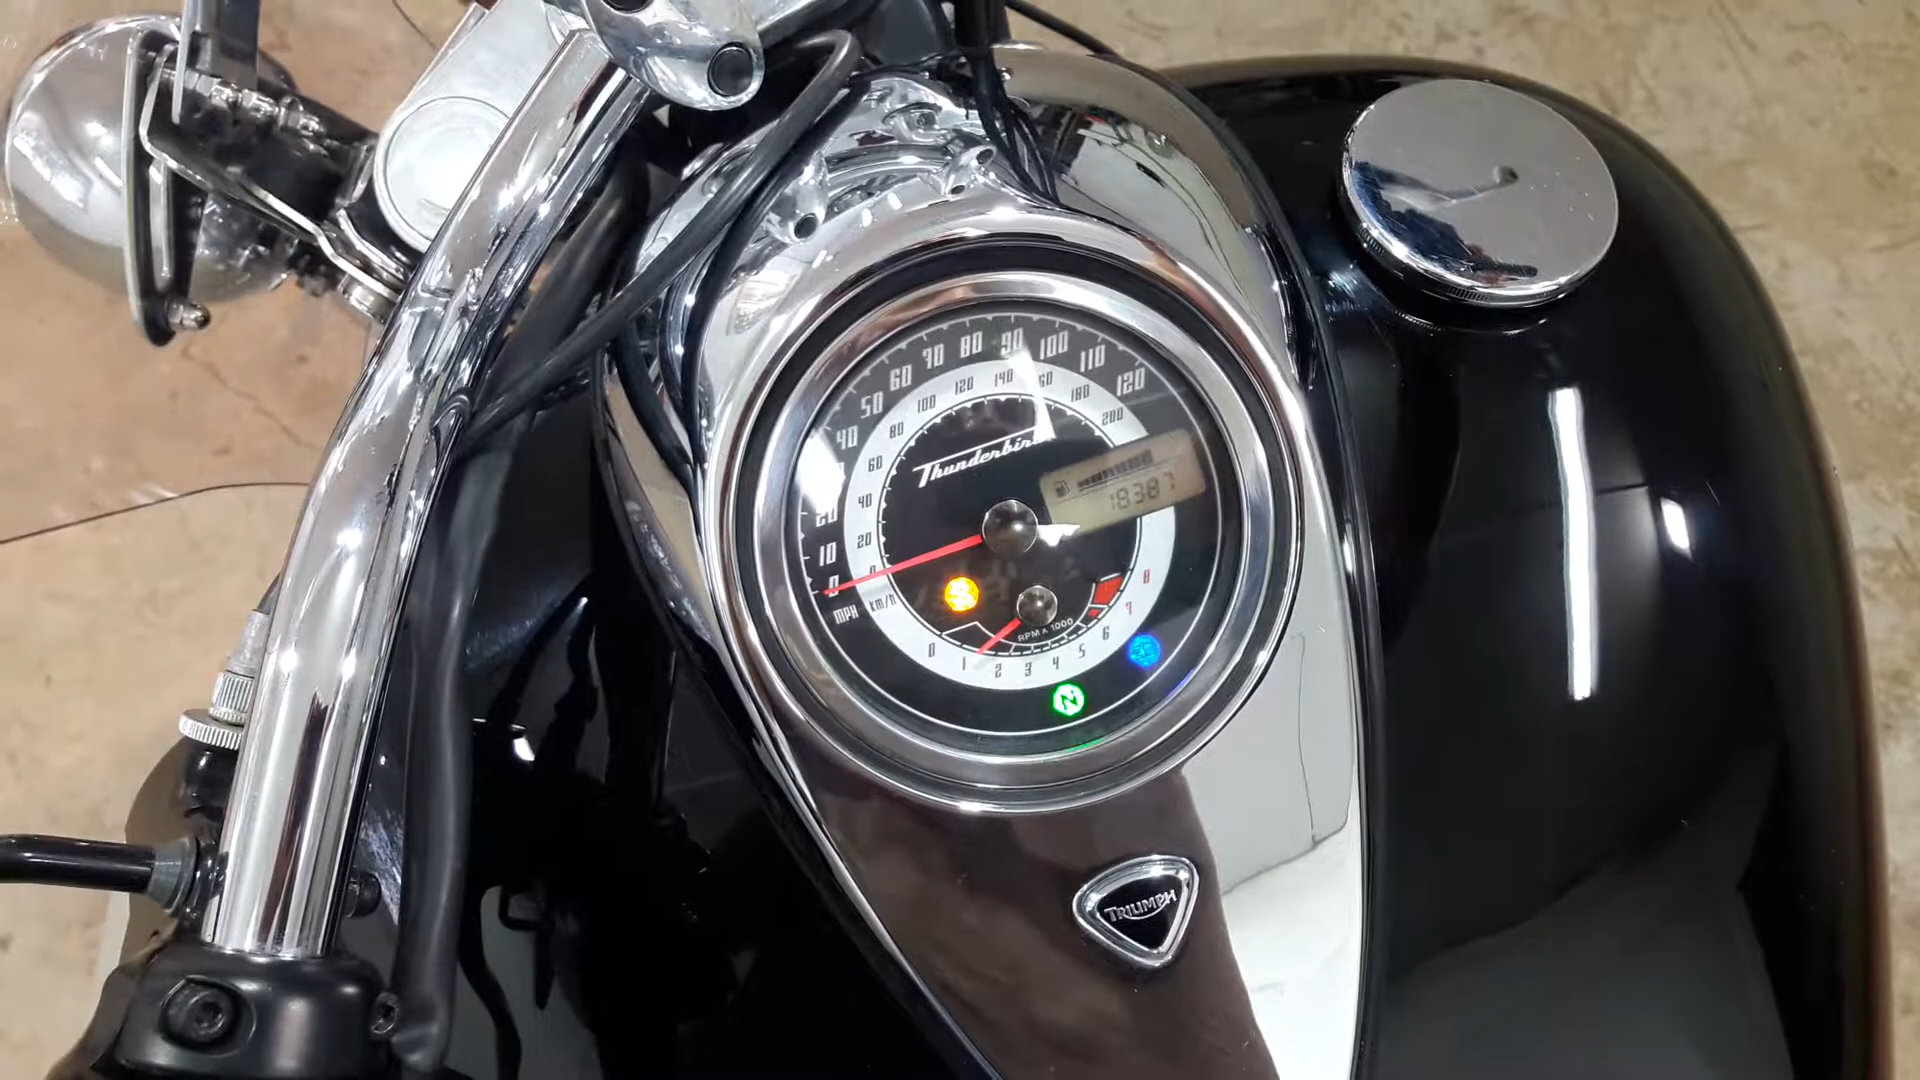 0 10 20 40 50 60 70 80 90 100 110 120
0 20 40 60 80 100 120 140 180 200
Thunderbird
18387
MPH km/h
RPM x 1000
0 1 2 3 4 5 6 7 8
N
TRIUMPH